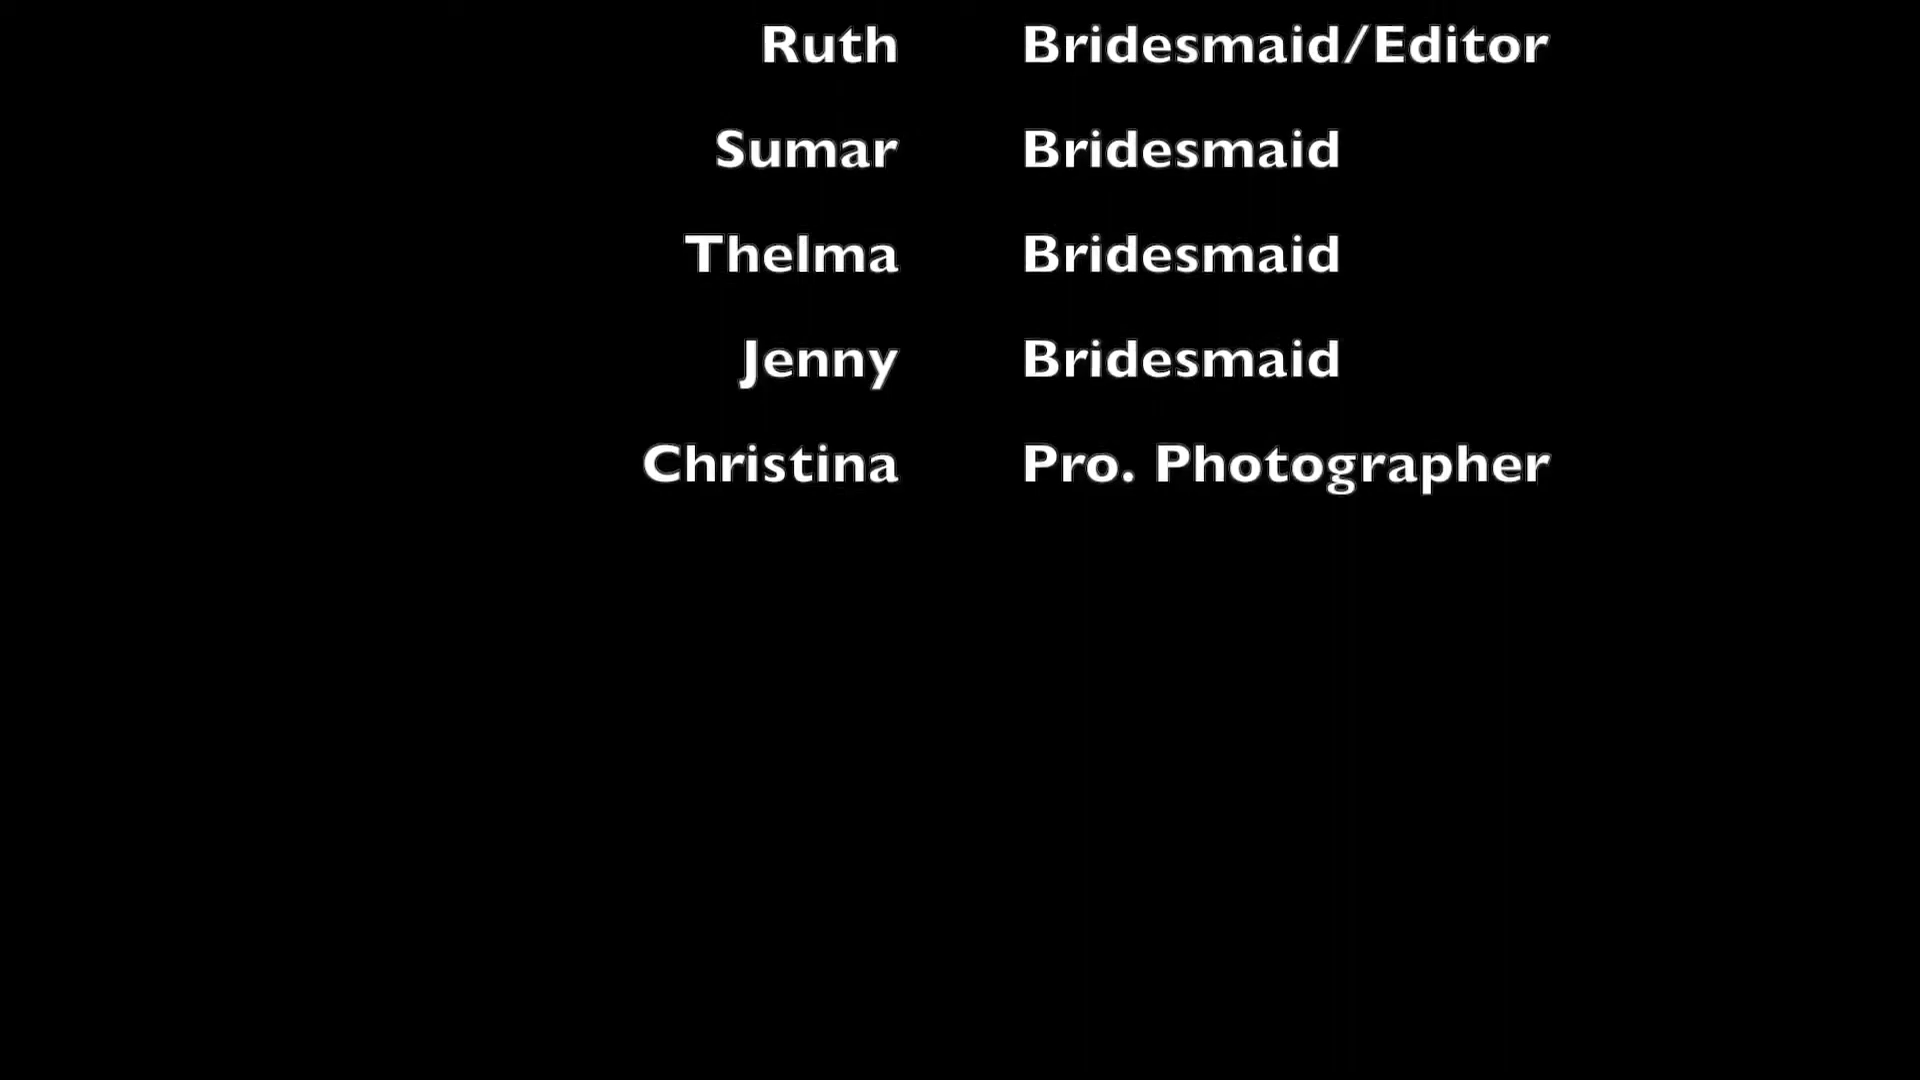 Ruth Bridesmaid/Editor
Sumar Bridesmaid
Thelma Bridesmaid
Jenny Bridesmaid
Christina Pro. Photographer